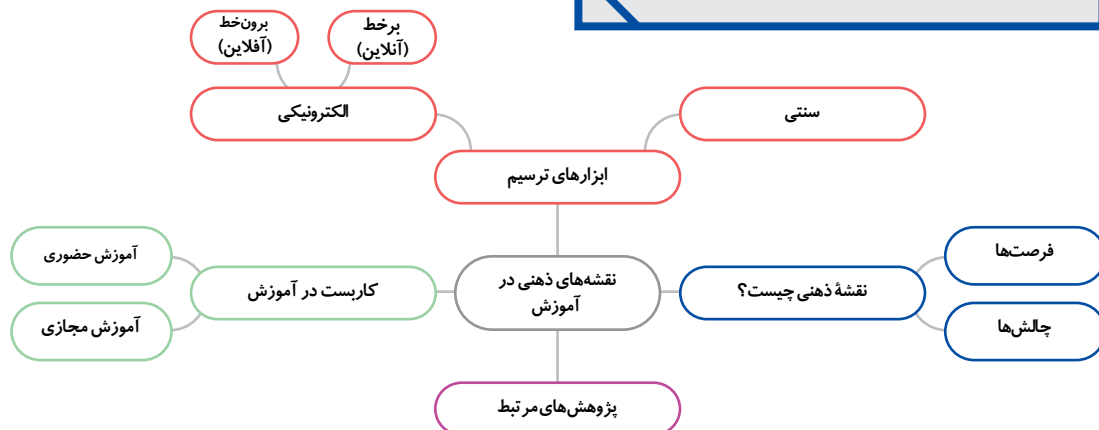 برخط
(آنلاین)
برون‌خط
(آفلاین)
سنتی
الکترونیکی
ابزارهای ترسیم
فرصت‌ها
آموزش حضوری
نقشه‌های ذهنی در
آموزش
نقشهٔ ذهنی چیست؟
کاربست در آموزش
چالش‌ها
آموزش مجازی
پژوهش‌های مرتبط